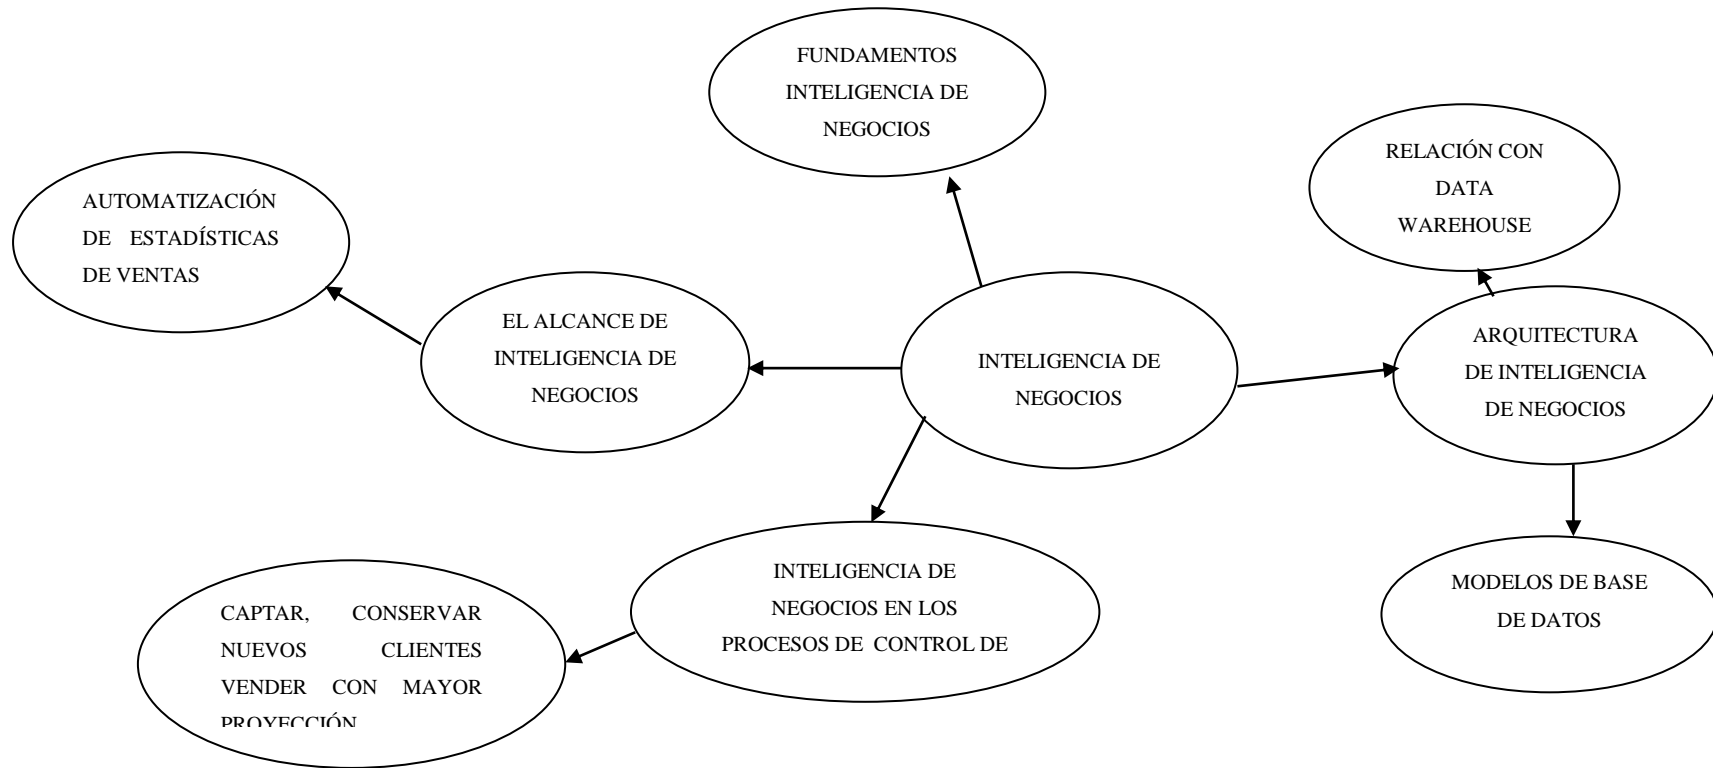 FUNDAMENTOS
INTELIGENCIA DE
NEGOCIOS
RELACIÓN CON
DATA
WAREHOUSE
AUTOMATIZACIÓN
DE ESTADÍSTICAS
DE VENTAS
EL ALCANCE DE
INTELIGENCIA DE
NEGOCIOS
INTELIGENCIA DE
NEGOCIOS
ARQUITECTURA
DE INTELIGENCIA
DE NEGOCIOS
INTELIGENCIA DE
NEGOCIOS EN LOS
PROCESOS DE CONTROL DE
MODELOS DE BASE
DE DATOS
CAPTAR, CONSERVAR
NUEVOS CLIENTES
VENDER CON MAYOR
PROYECCIÓN